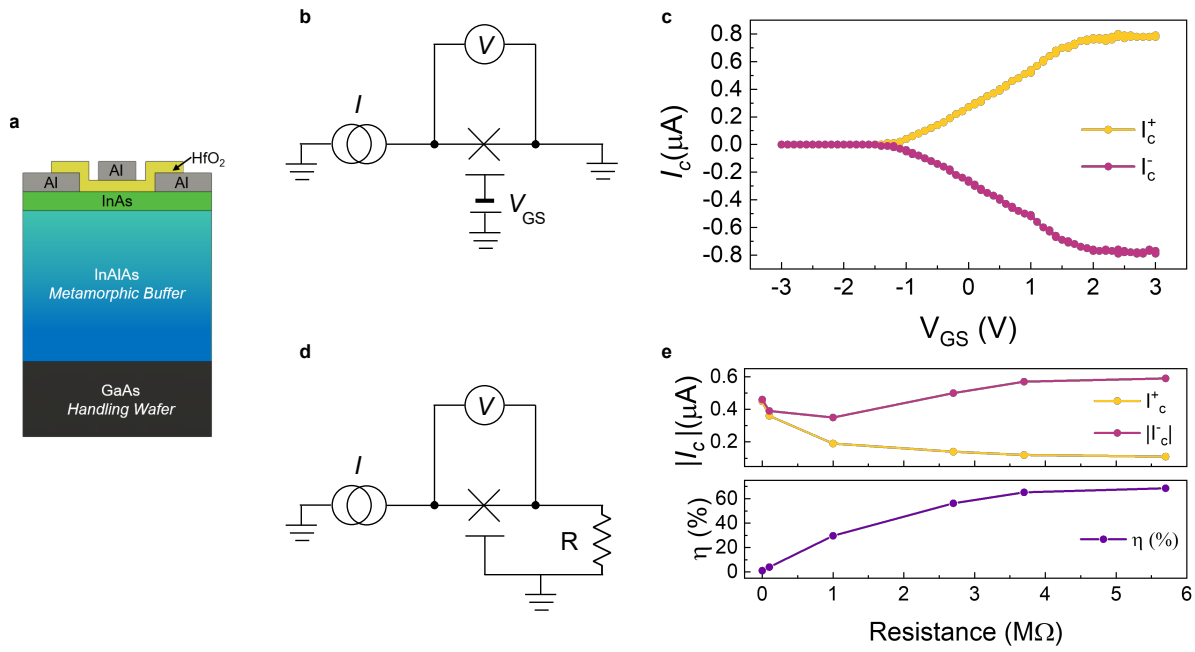 a
Al
Al
Al
HfO2
InAs
InAlAs
Metamorphic Buffer
GaAs
Handling Wafer
b
V
I
VGS
c
Ic(μA)
0.8
0.6
0.4
0.2
0.0
-0.2
-0.4
-0.6
-0.8
I+c
I-c
-3 -2 -1 0 1 2 3
VGS (V)
d
V
I
R
e
|Ic|(μA)
0.6
0.4
0.2
I+c
|I-c|
η (%)
60
40
20
0
η (%)
0 1 2 3 4 5 6
Resistance (MΩ)